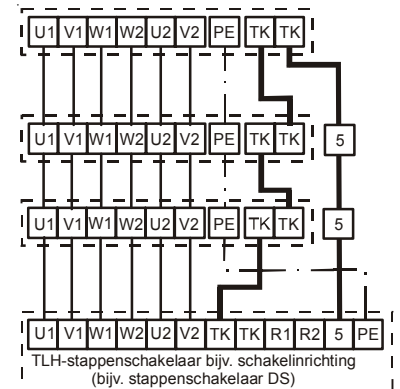 U1 V1 W1 W2 U2 V2 PE TK TK
U1 V1 W1 W2 U2 V2 PE TK TK 5
U1 V1 W1 W2 U2 V2 PE TK TK 5
U1 V1 W1 W2 U2 V2 TK TK R1 R2 5 PE
TLH-stappenschakelaar bijv. schakelinrichting
(bijv. stappenschakelaar DS)